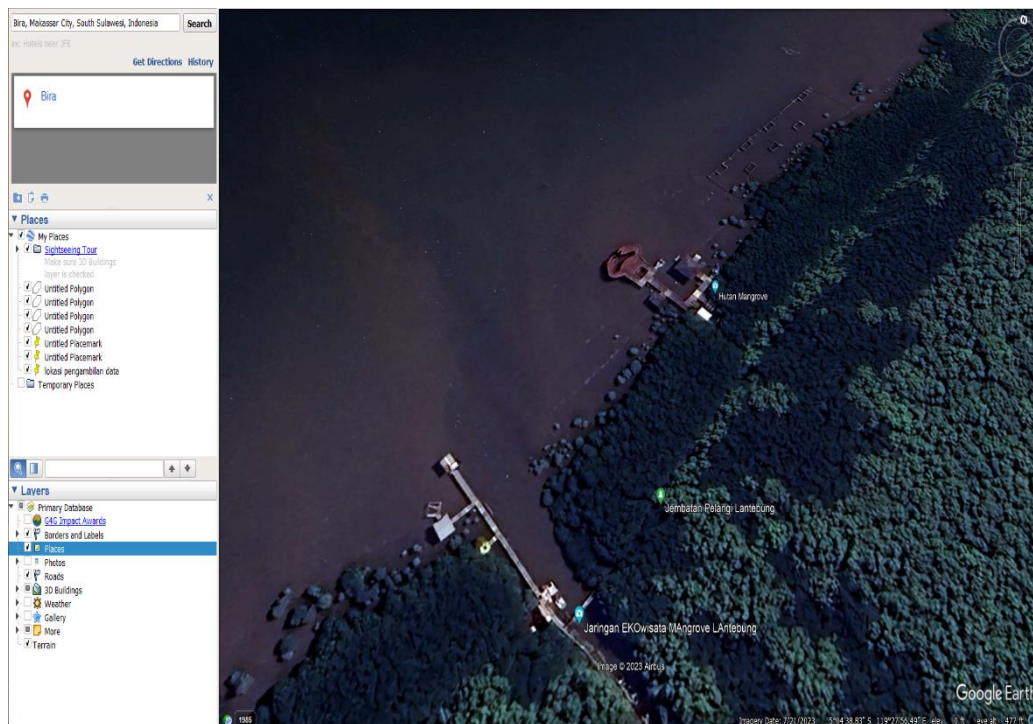 Bira, Makassar City, South Sulawesi, Indonesia
Search
ex: Hotels near JFK
Get Directions History
Bira
Places
My Places
Sightseeing Tour
Make sure 3D Buildings
layer is checked
Untitled Polygon
Untitled Polygon
Untitled Polygon
Untitled Polygon
Untitled Placemark
Untitled Placemark
lokasi pengambilan data
Temporary Places
Layers
Primary Database
G4G Impact Awards
Borders and Labels
Places
Photos
Roads
3D Buildings
Weather
Gallery
More
Terrain
Hutan Mangrove
Jembatan Pelangi Lantebung
Jaringan EKOwisata MAngrove LAntebung
Image © 2023 Airbus
Google Earth
1985
Imagery Date: 7/21/2023